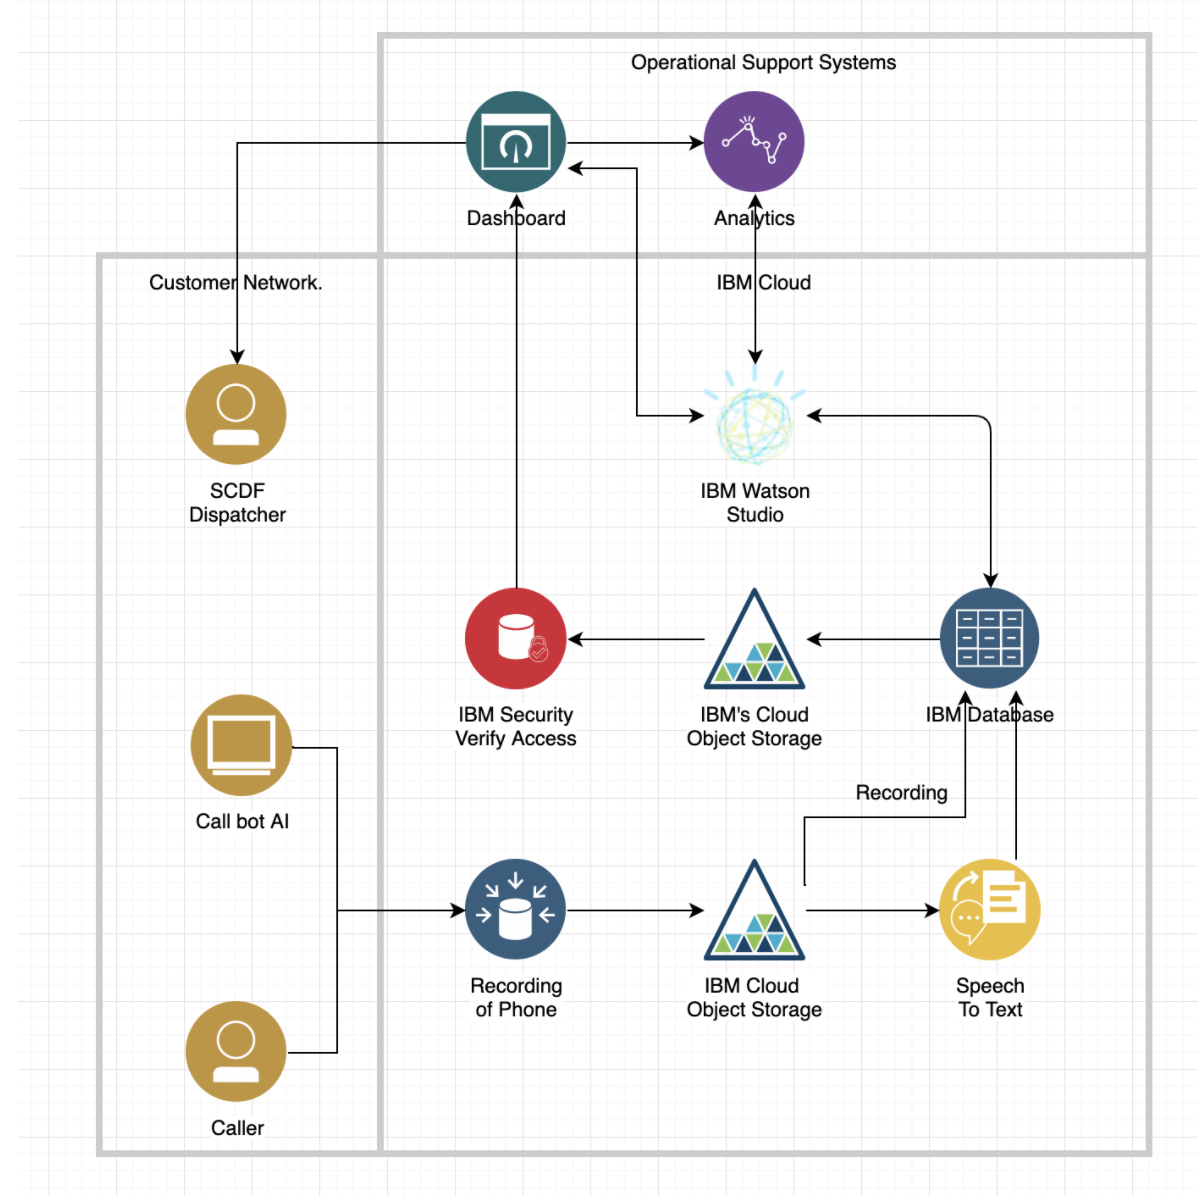 Operational Support Systems
Dashboard
Analytics
Customer Network.
IBM Cloud
SCDF
Dispatcher
IBM Watson
Studio
IBM Security
Verify Access
IBM's Cloud
Object Storage
IBM Database
Recording
Call bot AI
Recording
of Phone
IBM Cloud
Object Storage
Speech
To Text
Caller